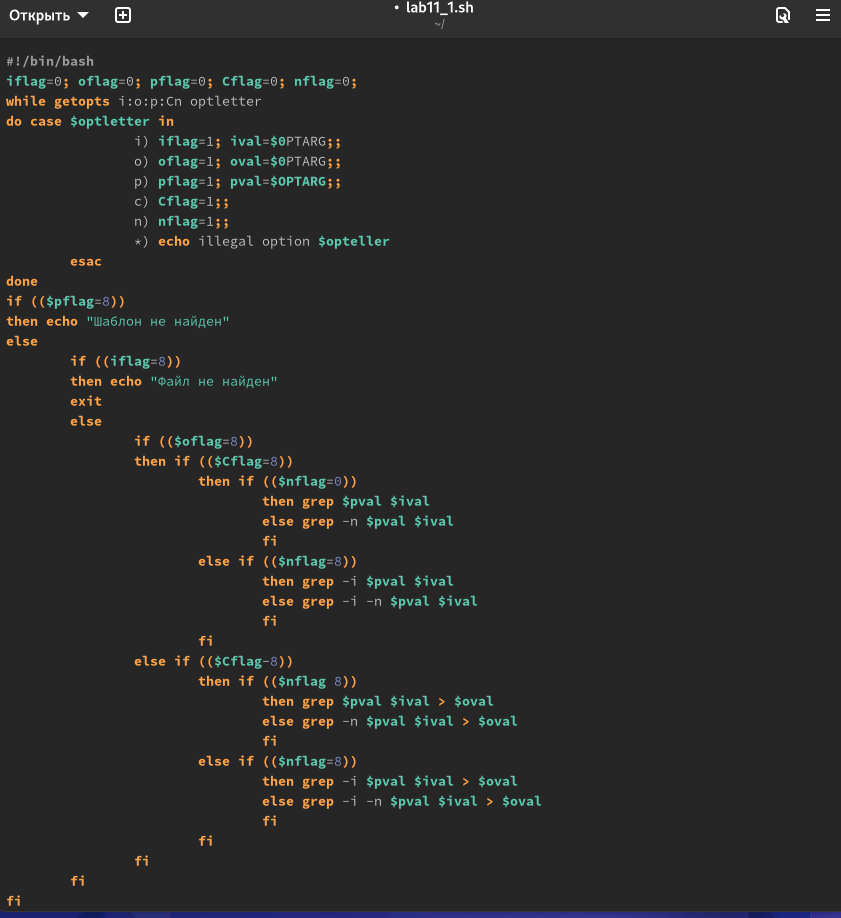 Открыть
• lab11_1.sh
~/
#!/bin/bash
iflag=0; oflag=0; pflag=0; Cflag=0; nflag=0;
while getopts i:o:p:Cn optletter
do case $optletter in
		i) iflag=1; ival=$0PTARG;;
		o) oflag=1; oval=$0PTARG;;
		p) pflag=1; pval=$OPTARG;;
		c) Cflag=1;;
		n) nflag=1;;
		*) echo illegal option $opteller
	esac
done
if (($pflag=8))
then echo "Шаблон не найден"
else
	if ((iflag=8))
	then echo "Файл не найден"
	exit
	else
		if (($oflag=8))
		then if (($Cflag=8))
			then if (($nflag=0))
				then grep $pval $ival
				else grep -n $pval $ival
				fi
			else if (($nflag=8))
				then grep -i $pval $ival
				else grep -i -n $pval $ival
				fi
			fi
		else if (($Cflag-8))
			then if (($nflag 8))
				then grep $pval $ival > $oval
				else grep -n $pval $ival > $oval
				fi
			else if (($nflag=8))
				then grep -i $pval $ival > $oval
				else grep -i -n $pval $ival > $oval
				fi
			fi
		fi
	fi
fi